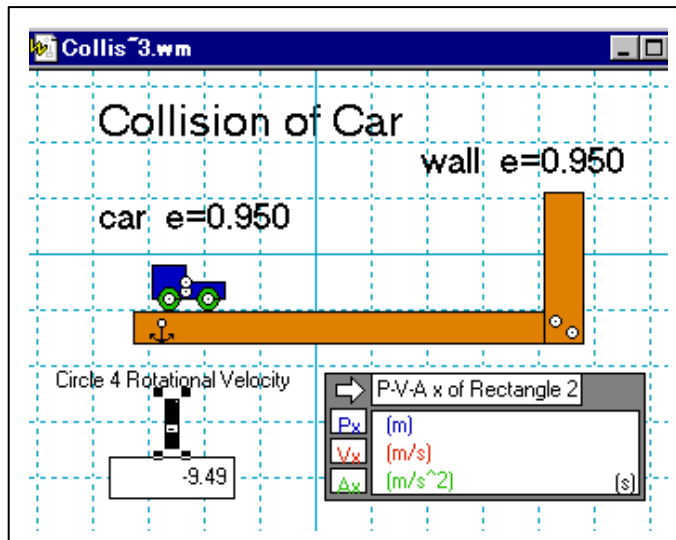 Collis~3.wm
Collision of Car
wall e=0.950
car e=0.950
Circle 4 Rotational Velocity
-9.49
P-V-A x of Rectangle 2
Px (m)
Vx (m/s)
Ax (m/s^2) (s)